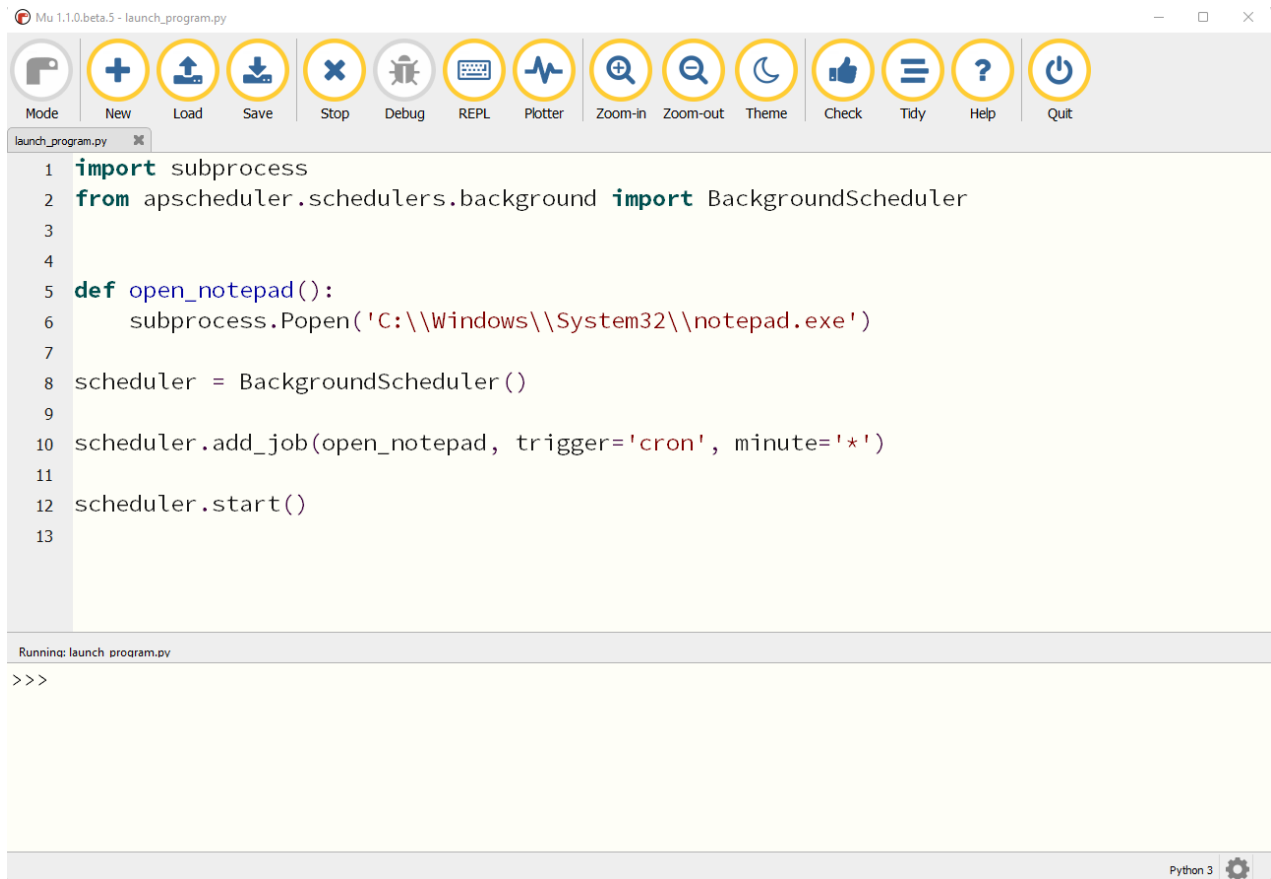 Mu 1.1.0.beta.5 - launch_program.py
Mode New Load Save Stop Debug REPL Plotter Zoom-in Zoom-out Theme Check Tidy Help Quit
launch_program.py
1 import subprocess
2 from apscheduler.schedulers.background import BackgroundScheduler
3
4
5 def open_notepad():
6     subprocess.Popen('C:\\Windows\\System32\\notepad.exe')
7
8 scheduler = BackgroundScheduler()
9
10 scheduler.add_job(open_notepad, trigger='cron', minute='*')
11
12 scheduler.start()
13
Running: launch_program.py
>>>
Python 3